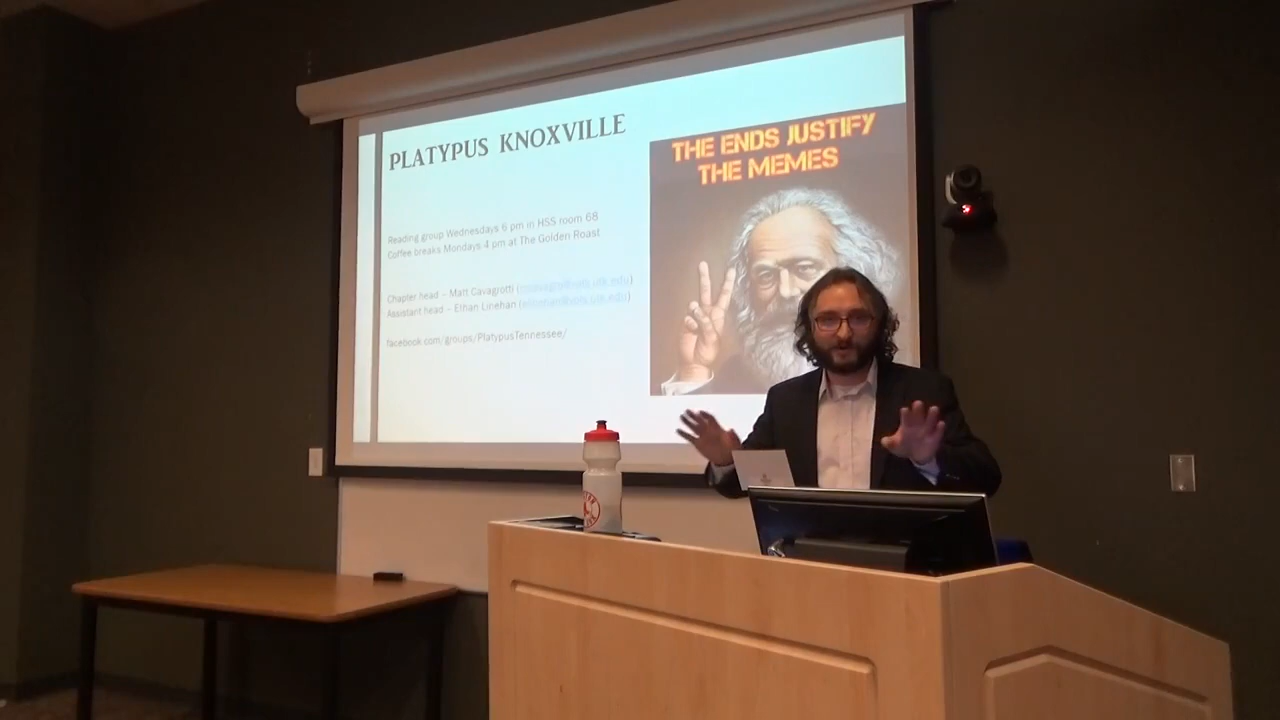 PLATYPUS KNOXVILLE
THE ENDS JUSTIFY
THE MEMES
Reading group Wednesdays 6 pm in HSS room 68
Coffee breaks Mondays 4 pm at The Golden Roast
Chapter head – Matt Cavagrotti
Assistant head – Ethan Linehan
facebook.com/groups/PlatypusTennessee/